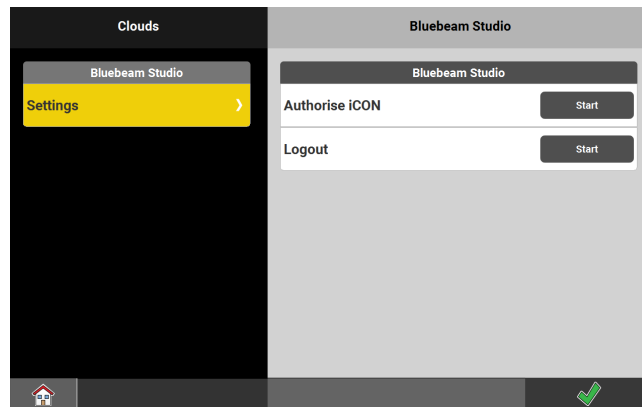 Clouds
Bluebeam Studio
Settings
Bluebeam Studio
Bluebeam Studio
Authorise iCON
Start
Logout
Start